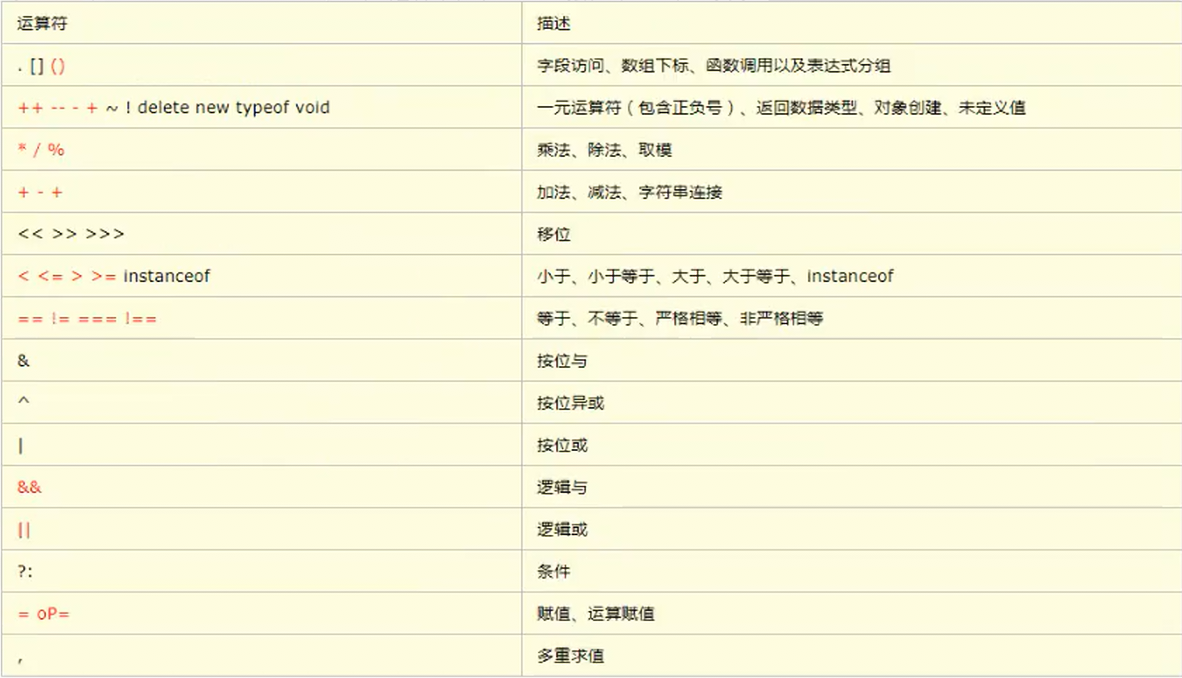 运算符 描述
. [] () 字段访问、数组下标、函数调用以及表达式分组
++ -- - + ~ ! delete new typeof void 一元运算符（包含正负号）、返回数据类型、对象创建、未定义值
* / % 乘法、除法、取模
+ - + 加法、减法、字符串连接
<< >> >>> 移位
< <= > >= instanceof 小于、小于等于、大于、大于等于、instanceof
== != === !== 等于、不等于、严格相等、非严格相等
& 按位与
^ 按位异或
| 按位或
&& 逻辑与
|| 逻辑或
?: 条件
= oP= 赋值、运算赋值
, 多重求值